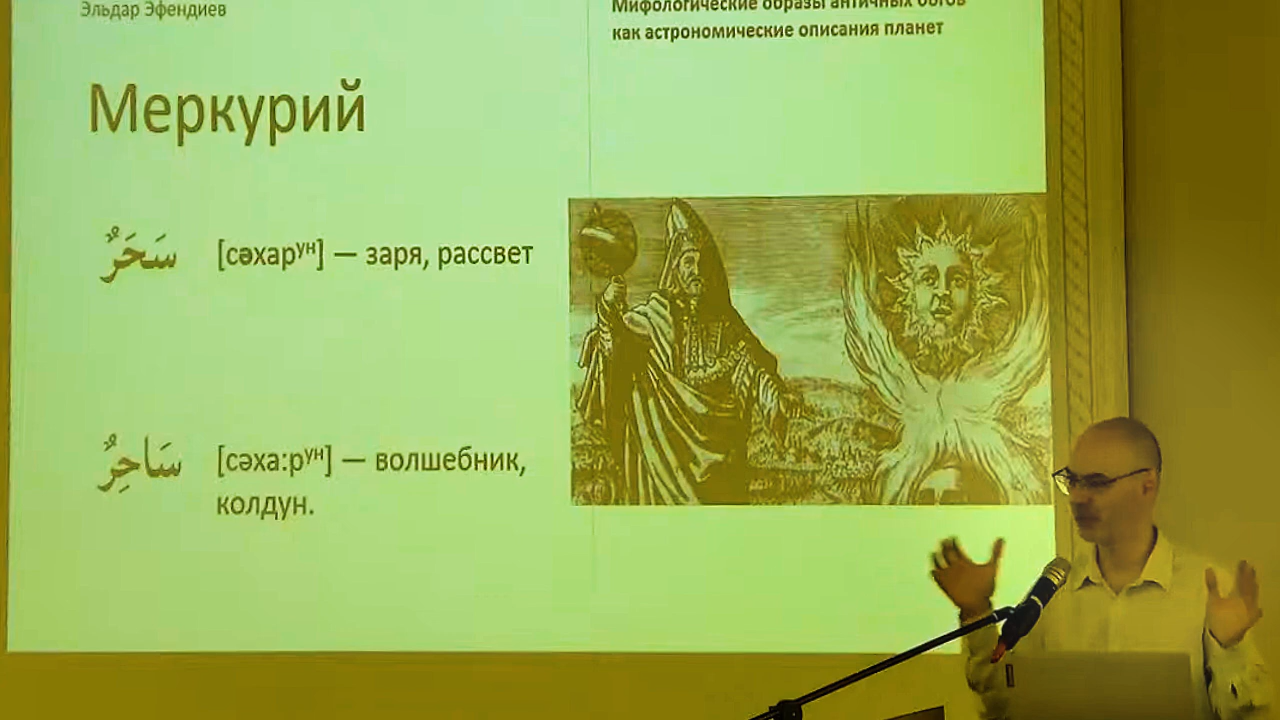 Эльдар Эфендиев
Мифологические образы античных богов
как астрономические описания планет
Меркурий
سَحَرٌ [сәхарᵘⁿ] — заря, рассвет
سَاحِرٌ [сәха:рᵘⁿ] — волшебник,
колдун.